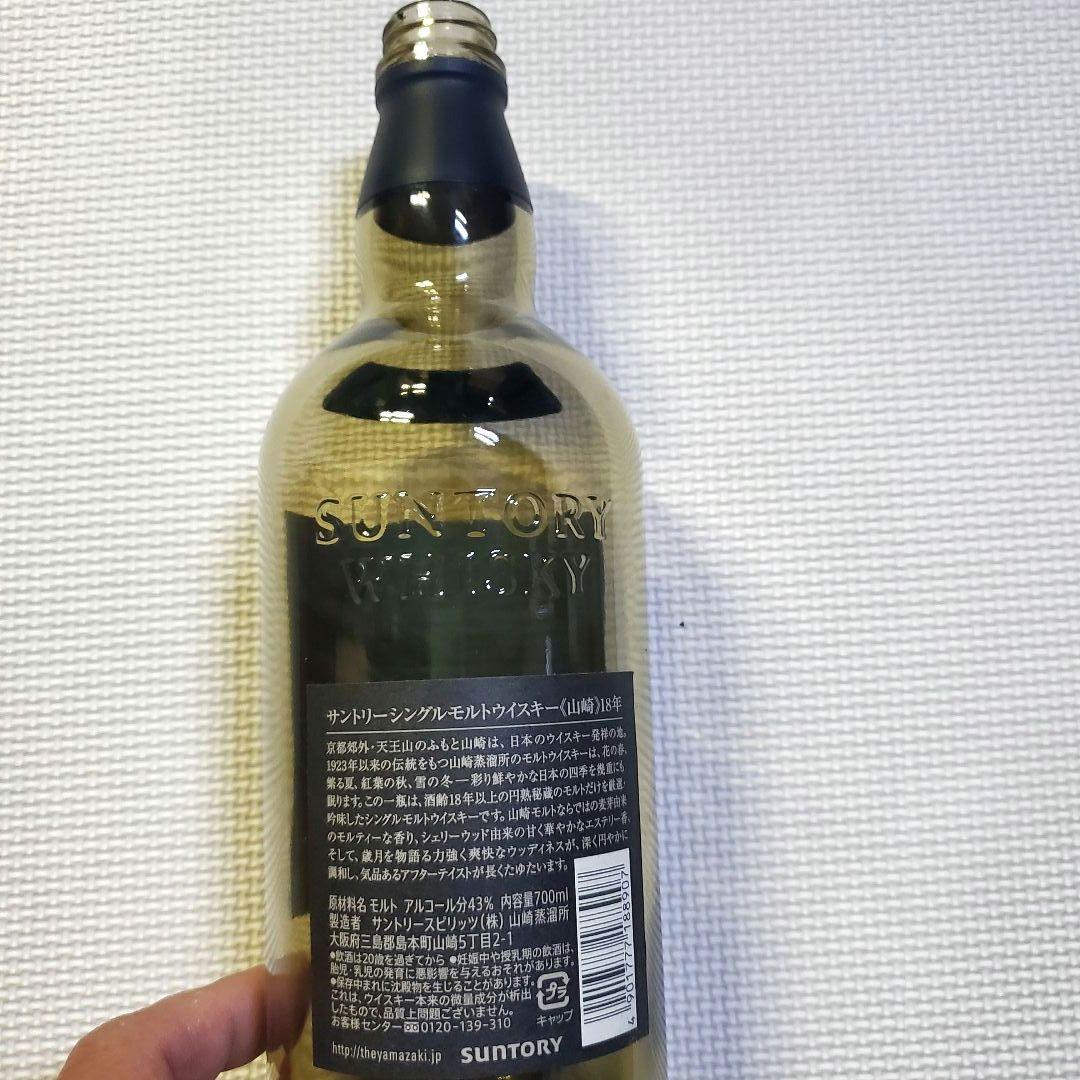 SUNTORY
WHISKY
サントリーシングルモルトウイスキー《山崎》18年
京都郊外・天王山のふもと山崎は、日本のウイスキー発祥の地。
1923年以来の伝統をもつ山崎蒸溜所のモルトウイスキーは、花の春、
繁る夏、紅葉の秋、雪の冬―彩り鮮やかな日本の四季を幾重にも
眠ります。この一瓶は、酒齢18年以上の円熟秘蔵のモルトだけを厳選・
吟味したシングルモルトウイスキーです。山崎モルトならではの麦芽由来
のモルティーな香り、シェリーウッド由来の甘く華やかなエステリー香、
そして、歳月を物語る力強く爽快なウッディネスが、深く円やかに
調和し、気品あるアフターテイストが長くたゆたいます。
原材料名 モルト アルコール分43% 内容量700ml
製造者 サントリースピリッツ(株) 山崎蒸溜所
大阪府三島郡島本町山崎5丁目2-1
●飲酒は20歳を過ぎてから ●妊娠中や授乳期の飲酒は、
胎児・乳児の発育に悪影響を与えるおそれがあります。
●保存中まれに沈殿物を生じることがあります。
これは、ウイスキー本来の微量成分が析出
したもので、品質上問題ございません。
お客様センター 0120-139-310
プラ
キャップ
http://theyamazaki.jp SUNTORY
4 901777 188907